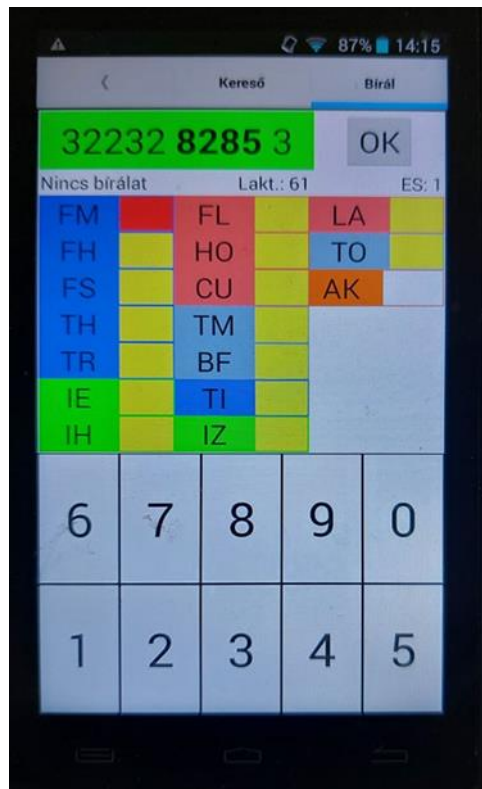 87% 14:15
Kereső Bírál
32232 8285 3 OK
Nincs bírálat Lakt.: 61 ES: 1
FM FL LA
FH HO TO
FS CU AK
TH TM
TR BF
IE TI
IH IZ
6 7 8 9 0
1 2 3 4 5